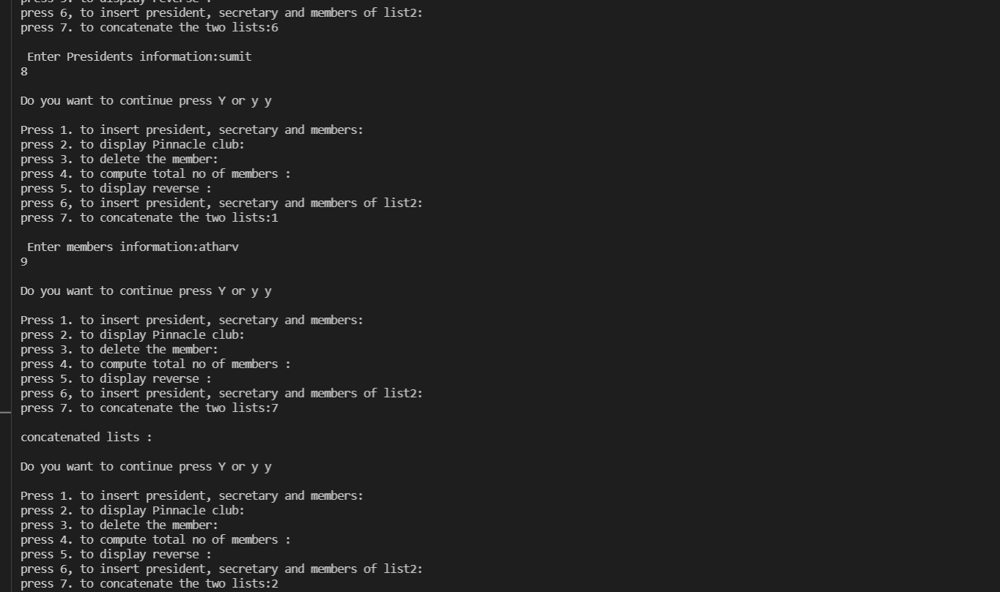 press 5. to display reverse :
press 6, to insert president, secretary and members of list2:
press 7. to concatenate the two lists:6
Enter Presidents information:sumit
8
Do you want to continue press Y or y y
Press 1. to insert president, secretary and members:
press 2. to display Pinnacle club:
press 3. to delete the member:
press 4. to compute total no of members :
press 5. to display reverse :
press 6, to insert president, secretary and members of list2:
press 7. to concatenate the two lists:1
Enter members information:atharv
9
Do you want to continue press Y or y y
Press 1. to insert president, secretary and members:
press 2. to display Pinnacle club:
press 3. to delete the member:
press 4. to compute total no of members :
press 5. to display reverse :
press 6, to insert president, secretary and members of list2:
press 7. to concatenate the two lists:7
concatenated lists :
Do you want to continue press Y or y y
Press 1. to insert president, secretary and members:
press 2. to display Pinnacle club:
press 3. to delete the member:
press 4. to compute total no of members :
press 5. to display reverse :
press 6, to insert president, secretary and members of list2:
press 7. to concatenate the two lists:2